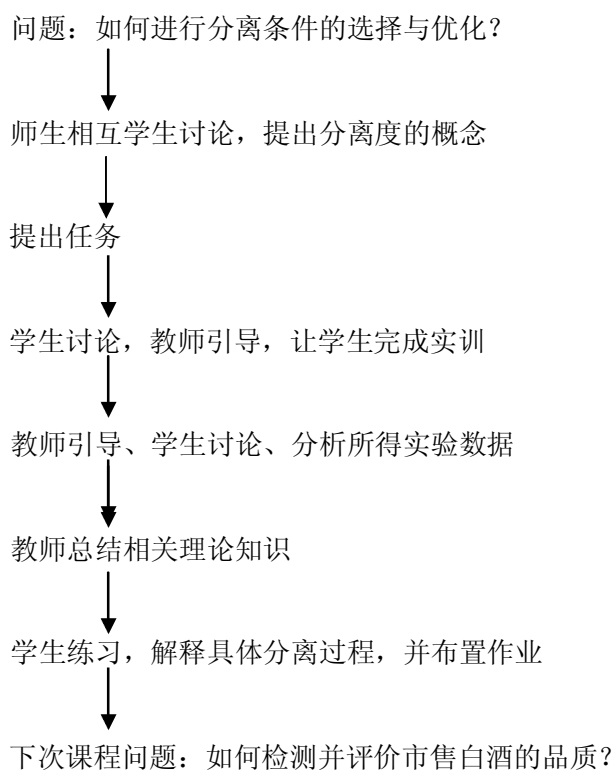 问题：如何进行分离条件的选择与优化？
师生相互学生讨论，提出分离度的概念
提出任务
学生讨论，教师引导，让学生完成实训
教师引导、学生讨论、分析所得实验数据
教师总结相关理论知识
学生练习，解释具体分离过程，并布置作业
下次课程问题：如何检测并评价市售白酒的品质？